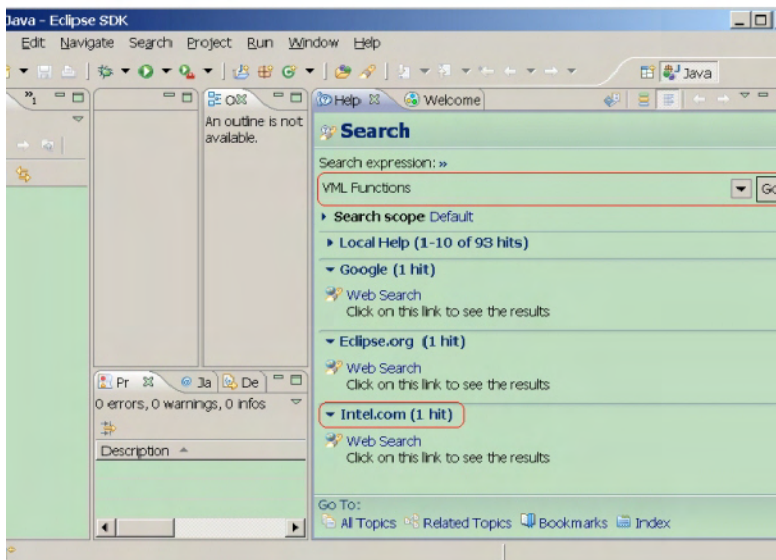 Java - Eclipse SDK
Edit Navigate Search Project Run Window Help
Java
»1
O
Help
Welcome
An outline is not
available.
Search
Search expression: »
VML Functions
Go
Search scope Default
Local Help (1-10 of 93 hits)
Google (1 hit)
Web Search
Click on this link to see the results
Eclipse.org (1 hit)
Web Search
Click on this link to see the results
Intel.com (1 hit)
Web Search
Click on this link to see the results
Pr
@ Ja
De
0 errors, 0 warnings, 0 infos
Description
Go To:
All Topics Related Topics Bookmarks Index